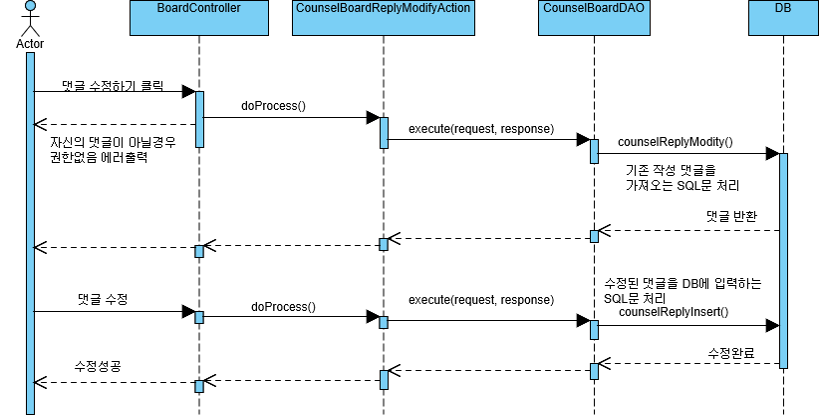 BoardController
CounselBoardReplyModifyAction
CounselBoardDAO
DB
Actor
댓글 수정하기 클릭
doProcess()
execute(request, response)
counselReplyModity()
자신의 댓글이 아닐경우
권한없음 에러출력
기존 작성 댓글을
가져오는 SQL문 처리
댓글 반환
댓글 수정
doProcess()
execute(request, response)
수정된 댓글을 DB에 입력하는
SQL문 처리
counselReplyInsert()
수정완료
수정성공